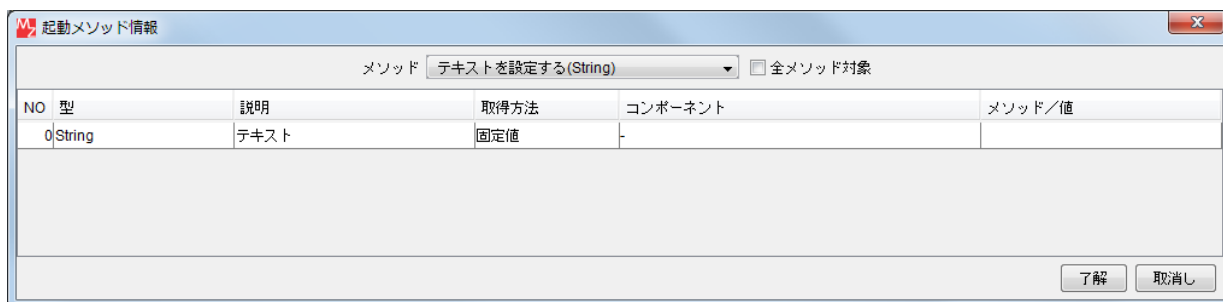 起動メソッド情報
メソッド テキストを設定する(String) 全メソッド対象
NO 型 説明 取得方法 コンポーネント メソッド／値
0 String テキスト 固定値 -
了解 取消し